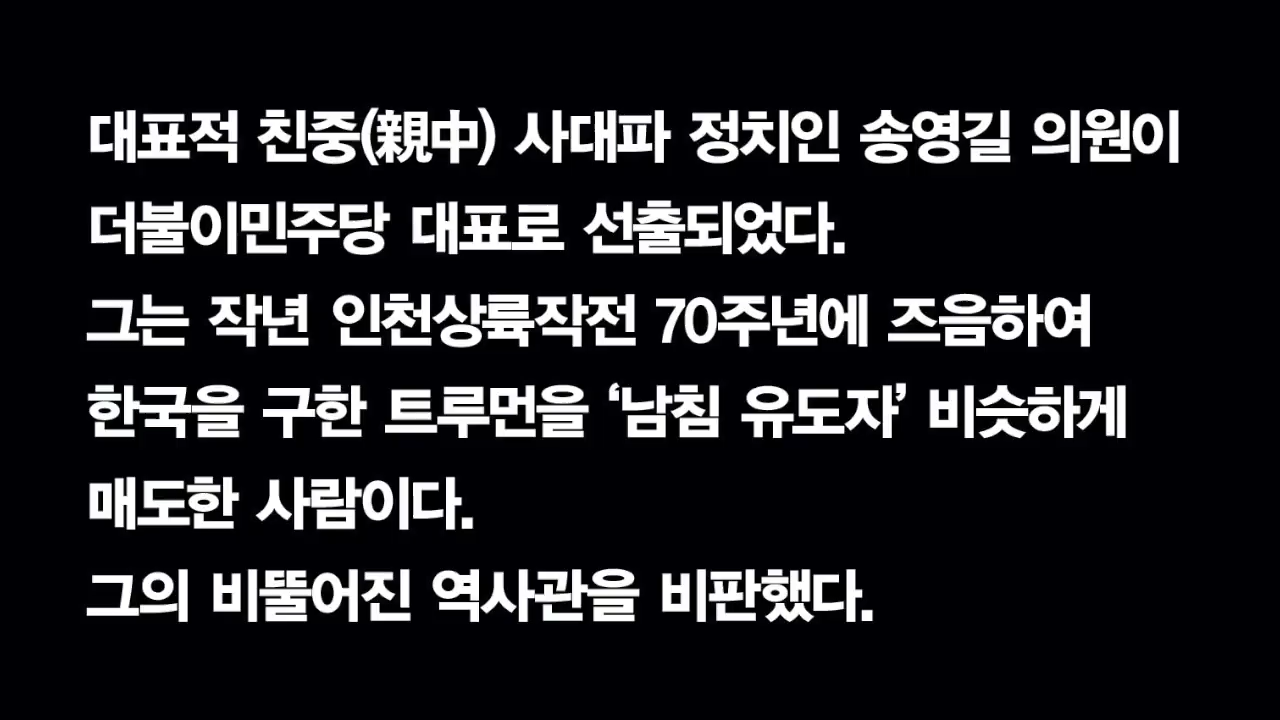 대표적 친중(親中) 사대파 정치인 송영길 의원이
더불이민주당 대표로 선출되었다.
그는 작년 인천상륙작전 70주년에 즈음하여
한국을 구한 트루먼을 ‘남침 유도자’ 비슷하게
매도한 사람이다.
그의 비뚤어진 역사관을 비판했다.